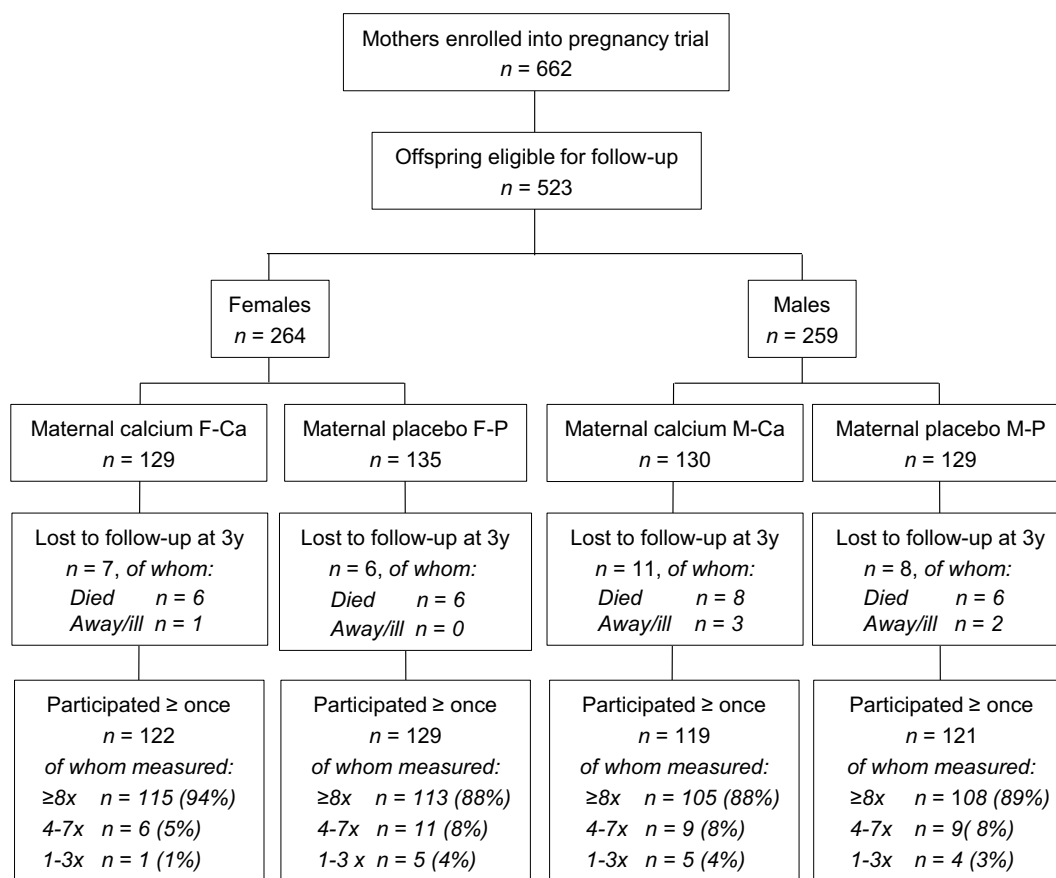 Mothers enrolled into pregnancy trial
n = 662
Offspring eligible for follow-up
n = 523
Females
n = 264
Males
n = 259
Maternal calcium F-Ca
n = 129
Maternal placebo F-P
n = 135
Maternal calcium M-Ca
n = 130
Maternal placebo M-P
n = 129
Lost to follow-up at 3y
n = 7, of whom:
Died n = 6
Away/ill n = 1
Lost to follow-up at 3y
n = 6, of whom:
Died n = 6
Away/ill n = 0
Lost to follow-up at 3y
n = 11, of whom:
Died n = 8
Away/ill n = 3
Lost to follow-up at 3y
n = 8, of whom:
Died n = 6
Away/ill n = 2
Participated ≥ once
n = 122
of whom measured:
≥8x n = 115 (94%)
4-7x n = 6 (5%)
1-3x n = 1 (1%)
Participated ≥ once
n = 129
of whom measured:
≥8x n = 113 (88%)
4-7x n = 11 (8%)
1-3 x n = 5 (4%)
Participated ≥ once
n = 119
of whom measured:
≥8x n = 105 (88%)
4-7x n = 9 (8%)
1-3x n = 5 (4%)
Participated ≥ once
n = 121
of whom measured:
≥8x n = 108 (89%)
4-7x n = 9( 8%)
1-3x n = 4 (3%)